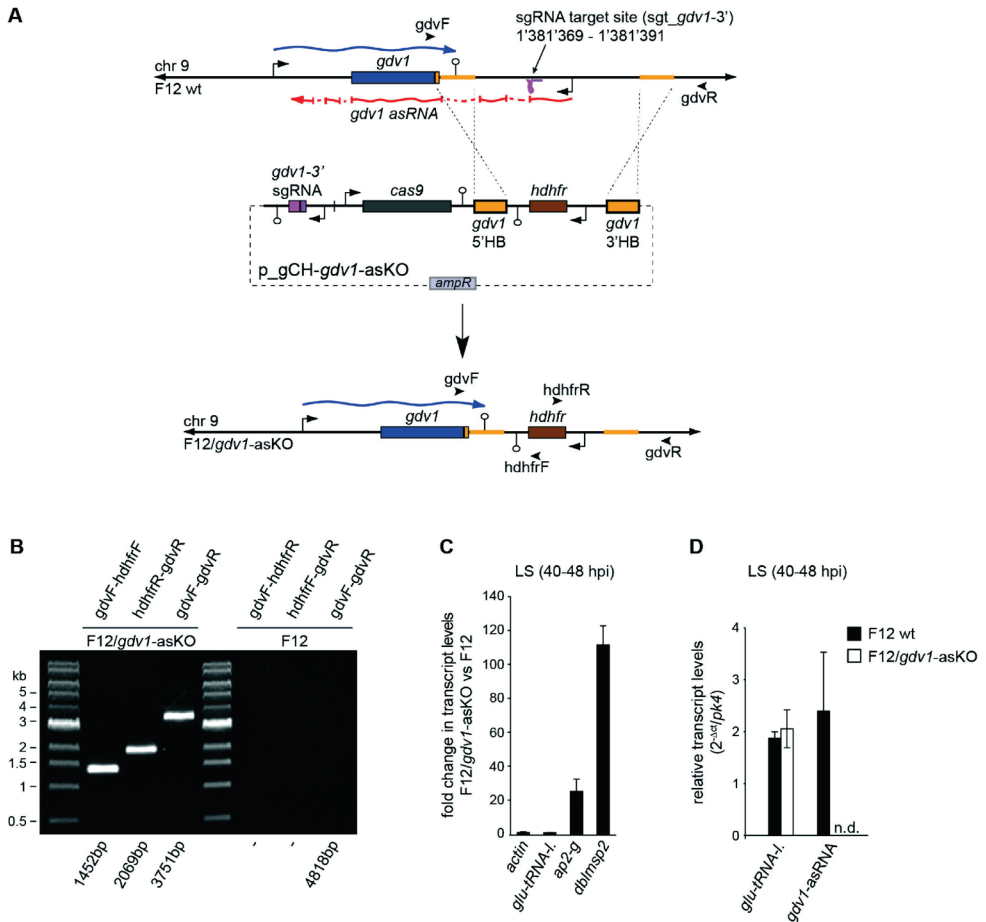 A
gdvF
sgRNA target site (sgt_gdv1-3')
1'381'369 - 1'381'391
chr 9
gdv1
F12 wt
gdvR
gdv1 asRNA
gdv1-3'
sgRNA
cas9
hdhfr
gdv1
5'HB
gdv1
3'HB
p_gCH-gdv1-asKO
ampR
gdvF
hdhfrR
chr 9
gdv1
hdhfr
F12/gdv1-asKO
hdhfrF
gdvR
B
gdvF-hdhfrF
hdhfrR-gdvR
gdvF-gdvR
gdvF-hdhfrR
hdhfrF-gdvR
gdvF-gdvR
F12/gdv1-asKO
F12
kb
5
4
3
2
1.5
1
0.5
1452bp
2069bp
3751bp
-
-
4818bp
C
LS (40-48 hpi)
fold change in transcript levels
F12/gdv1-asKO vs F12
140
120
100
80
60
40
20
0
actin
glu-tRNA-l.
ap2-g
dblmsp2
D
LS (40-48 hpi)
relative transcript levels
(2-Δct/pk4)
4
3
2
1
0
F12 wt
F12/gdv1-asKO
n.d.
glu-tRNA-l.
gdv1-asRNA